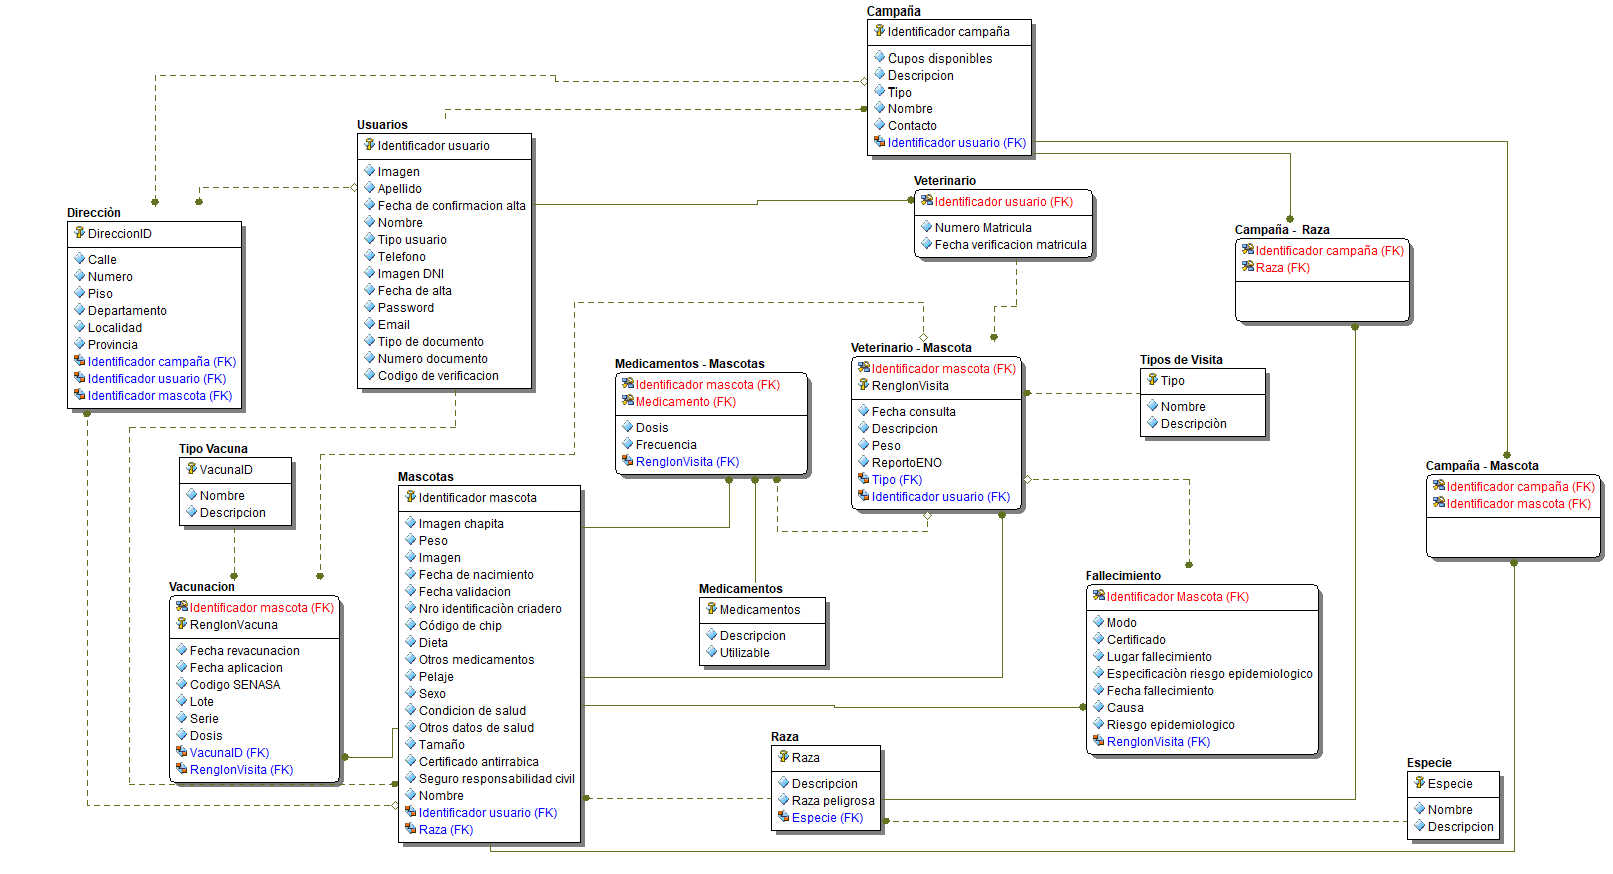 Campaña
Identificador campaña
Cupos disponibles
Descripcion
Tipo
Nombre
Contacto
Identificador usuario (FK)
Usuarios
Identificador usuario
Imagen
Apellido
Fecha de confirmacion alta
Nombre
Tipo usuario
Telefono
Imagen DNI
Fecha de alta
Password
Email
Tipo de documento
Numero documento
Codigo de verificacion
Veterinario
Identificador usuario (FK)
Numero Matricula
Fecha verificacion matricula
Direcciòn
DireccionID
Calle
Numero
Piso
Departamento
Localidad
Provincia
Identificador campaña (FK)
Identificador usuario (FK)
Identificador mascota (FK)
Campaña - Raza
Identificador campaña (FK)
Raza (FK)
Veterinario - Mascota
Identificador mascota (FK)
RenglonVisita
Fecha consulta
Descripcion
Peso
ReportoENO
Tipo (FK)
Identificador usuario (FK)
Tipos de Visita
Tipo
Nombre
Descripciòn
Medicamentos - Mascotas
Identificador mascota (FK)
Medicamento (FK)
Dosis
Frecuencia
RenglonVisita (FK)
Tipo Vacuna
VacunaID
Nombre
Descripcion
Campaña - Mascota
Identificador campaña (FK)
Identificador mascota (FK)
Mascotas
Identificador mascota
Imagen chapita
Peso
Imagen
Fecha de nacimiento
Fecha validacion
Nro identificaciòn criadero
Código de chip
Dieta
Otros medicamentos
Pelaje
Sexo
Condicion de salud
Otros datos de salud
Tamaño
Certificado antirrabica
Seguro responsabilidad civil
Nombre
Identificador usuario (FK)
Raza (FK)
Vacunacion
Identificador mascota (FK)
RenglonVacuna
Fecha revacunacion
Fecha aplicacion
Codigo SENASA
Lote
Serie
Dosis
VacunaID (FK)
RenglonVisita (FK)
Medicamentos
Medicamentos
Descripcion
Utilizable
Fallecimiento
Identificador Mascota (FK)
Modo
Certificado
Lugar fallecimiento
Especificaciòn riesgo epidemiologico
Fecha fallecimiento
Causa
Riesgo epidemiologico
RenglonVisita (FK)
Raza
Raza
Descripcion
Raza peligrosa
Especie (FK)
Especie
Especie
Nombre
Descripcion